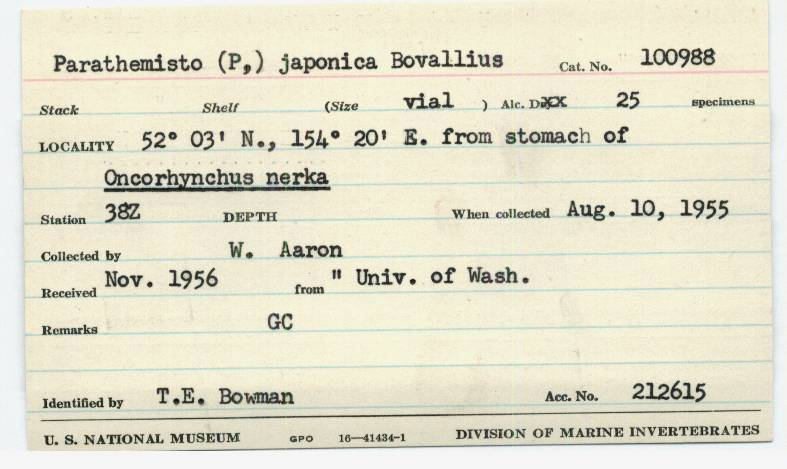 Parathemisto (P,) japonica Bovallius Cat. No. 100988
Stack Shelf (Size vial ) Alc. Dxxx 25 specimens
LOCALITY 52° 03' N., 154° 20' E. from stomach of
Oncorhynchus nerka
Station 38Z DEPTH When collected Aug. 10, 1955
Collected by W. Aaron
Received Nov. 1956 from " Univ. of Wash.
Remarks GC
Identified by T.E. Bowman Acc. No. 212615
U. S. NATIONAL MUSEUM GPO 16—41434-1 DIVISION OF MARINE INVERTEBRATES